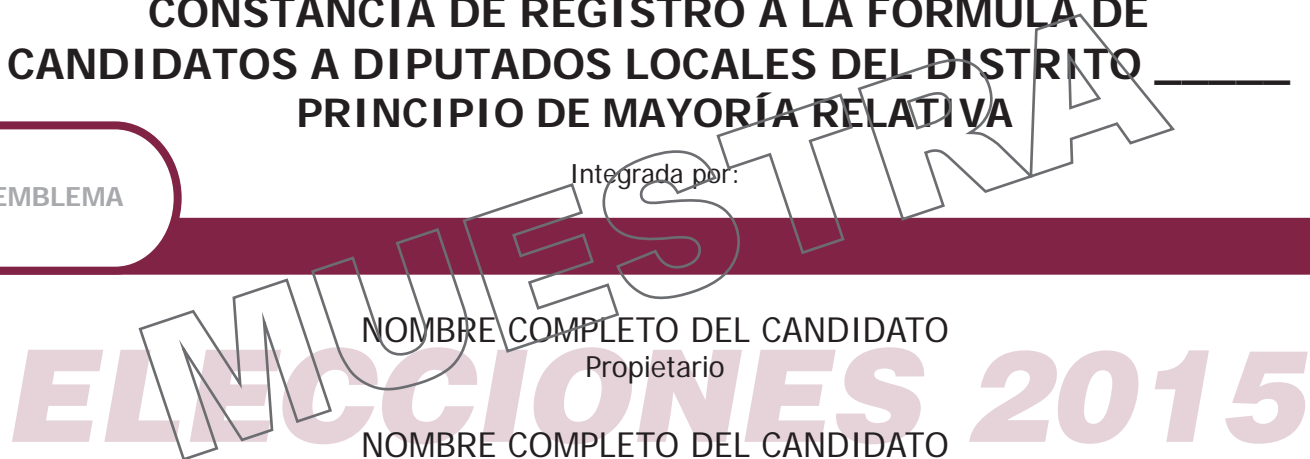 CONSTANCIA DE REGISTRO A LA FÓRMULA DE
CANDIDATOS A DIPUTADOS LOCALES DEL DISTRITO _____
PRINCIPIO DE MAYORÍA RELATIVA
Integrada por:
EMBLEMA
MUESTRA
NOMBRE COMPLETO DEL CANDIDATO
Propietario
ELECCIONES 2015
NOMBRE COMPLETO DEL CANDIDATO